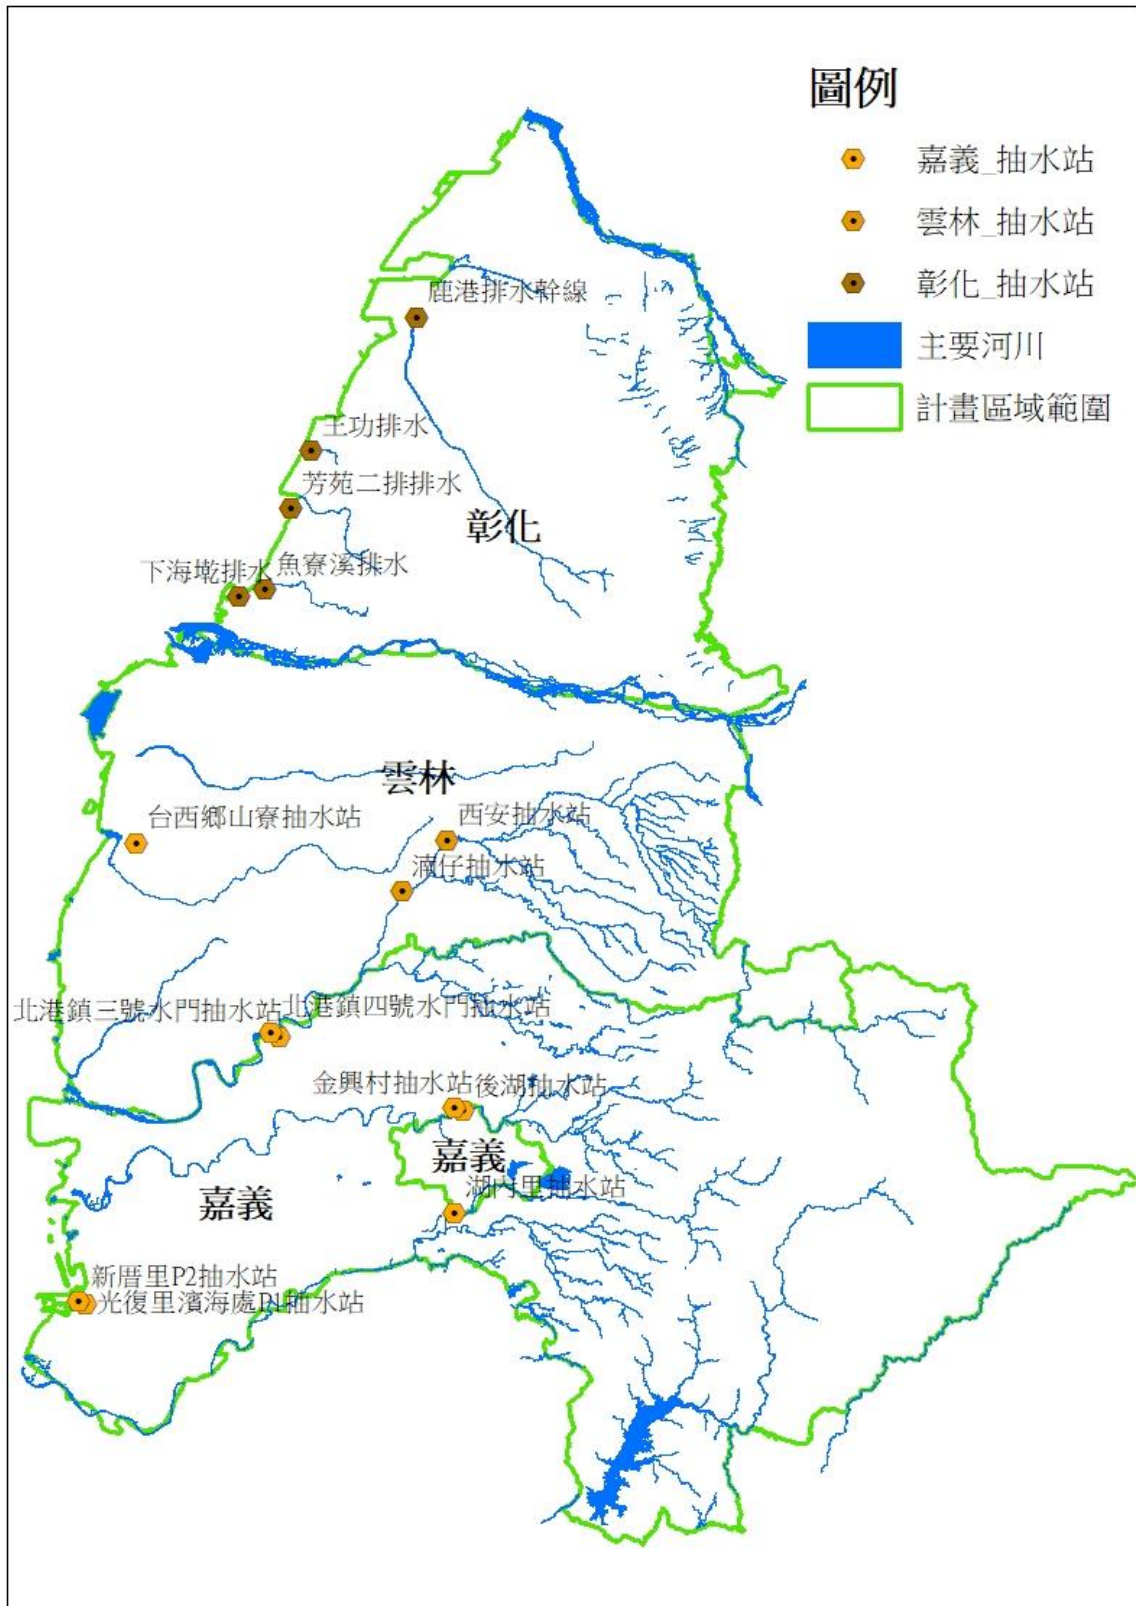 圖例
嘉義_抽水站
雲林_抽水站
彰化_抽水站
主要河川
計畫區域範圍
鹿港排水幹線
王功排水
芳苑二排排水
彰化
下海墘排水
魚寮溪排水
雲林
台西鄉山寮抽水站
西安抽水站
湳仔抽水站
北港鎮三號水門抽水站
北港鎮四號水門抽水站
金興村抽水站
後湖抽水站
嘉義
湖內里抽水站
嘉義
新厝里P2抽水站
光復里濱海處P1抽水站